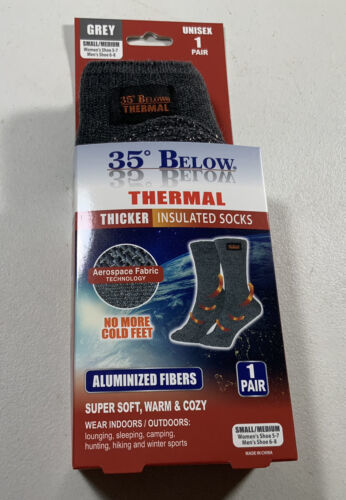 GREY
SMALL/MEDIUM
Women's Shoe 5-7
Men's Shoe 6-8
UNISEX
1
PAIR
35° BELOW
THERMAL
35° BELOW®
THERMAL
THICKER INSULATED SOCKS
Aerospace Fabric
TECHNOLOGY
NO MORE
COLD FEET
ALUMINIZED FIBERS
1
PAIR
SUPER SOFT, WARM & COZY
WEAR INDOORS / OUTDOORS:
lounging, sleeping, camping,
hunting, hiking and winter sports
SMALL/MEDIUM
Women's Shoe 5-7
Men's Shoe 6-8
MADE IN CHINA